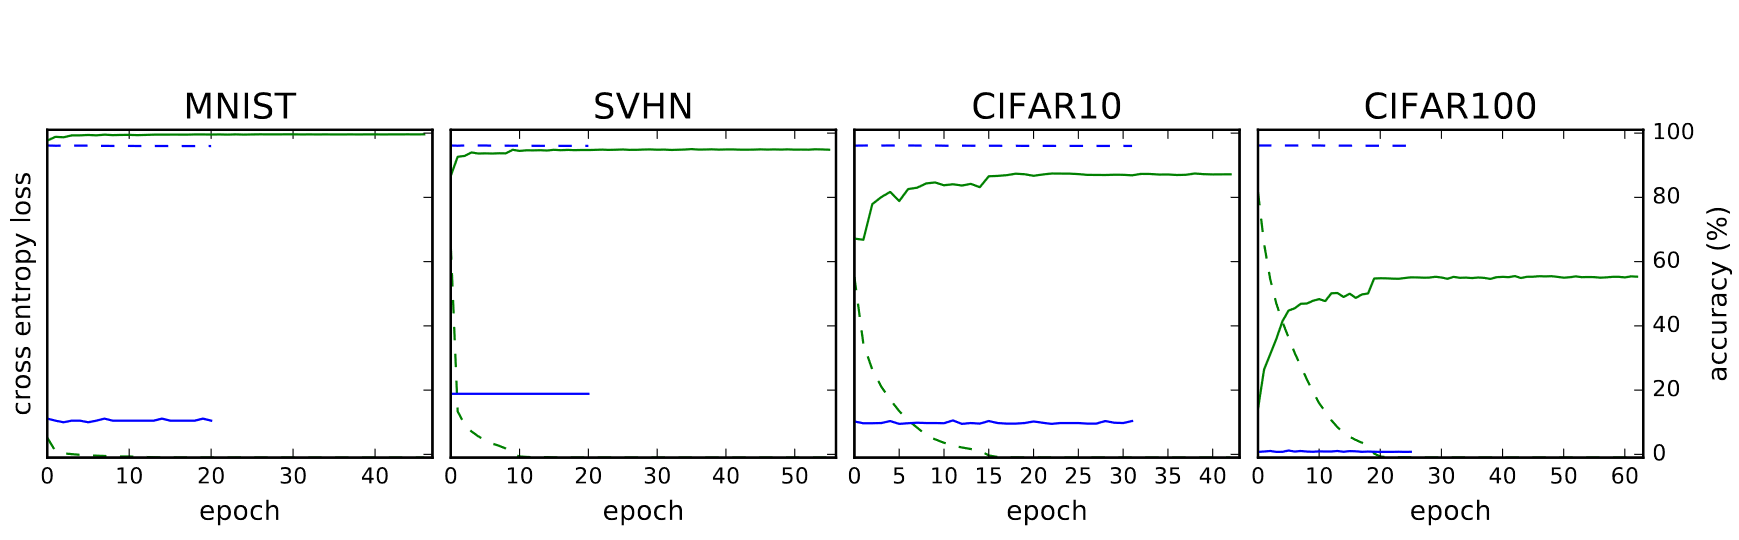 MNIST SVHN CIFAR10 CIFAR100
cross entropy loss
accuracy (%)
100
80
60
40
20
0
0 10 20 30 40
0 10 20 30 40 50
0 5 10 15 20 25 30 35 40
0 10 20 30 40 50 60
epoch epoch epoch epoch